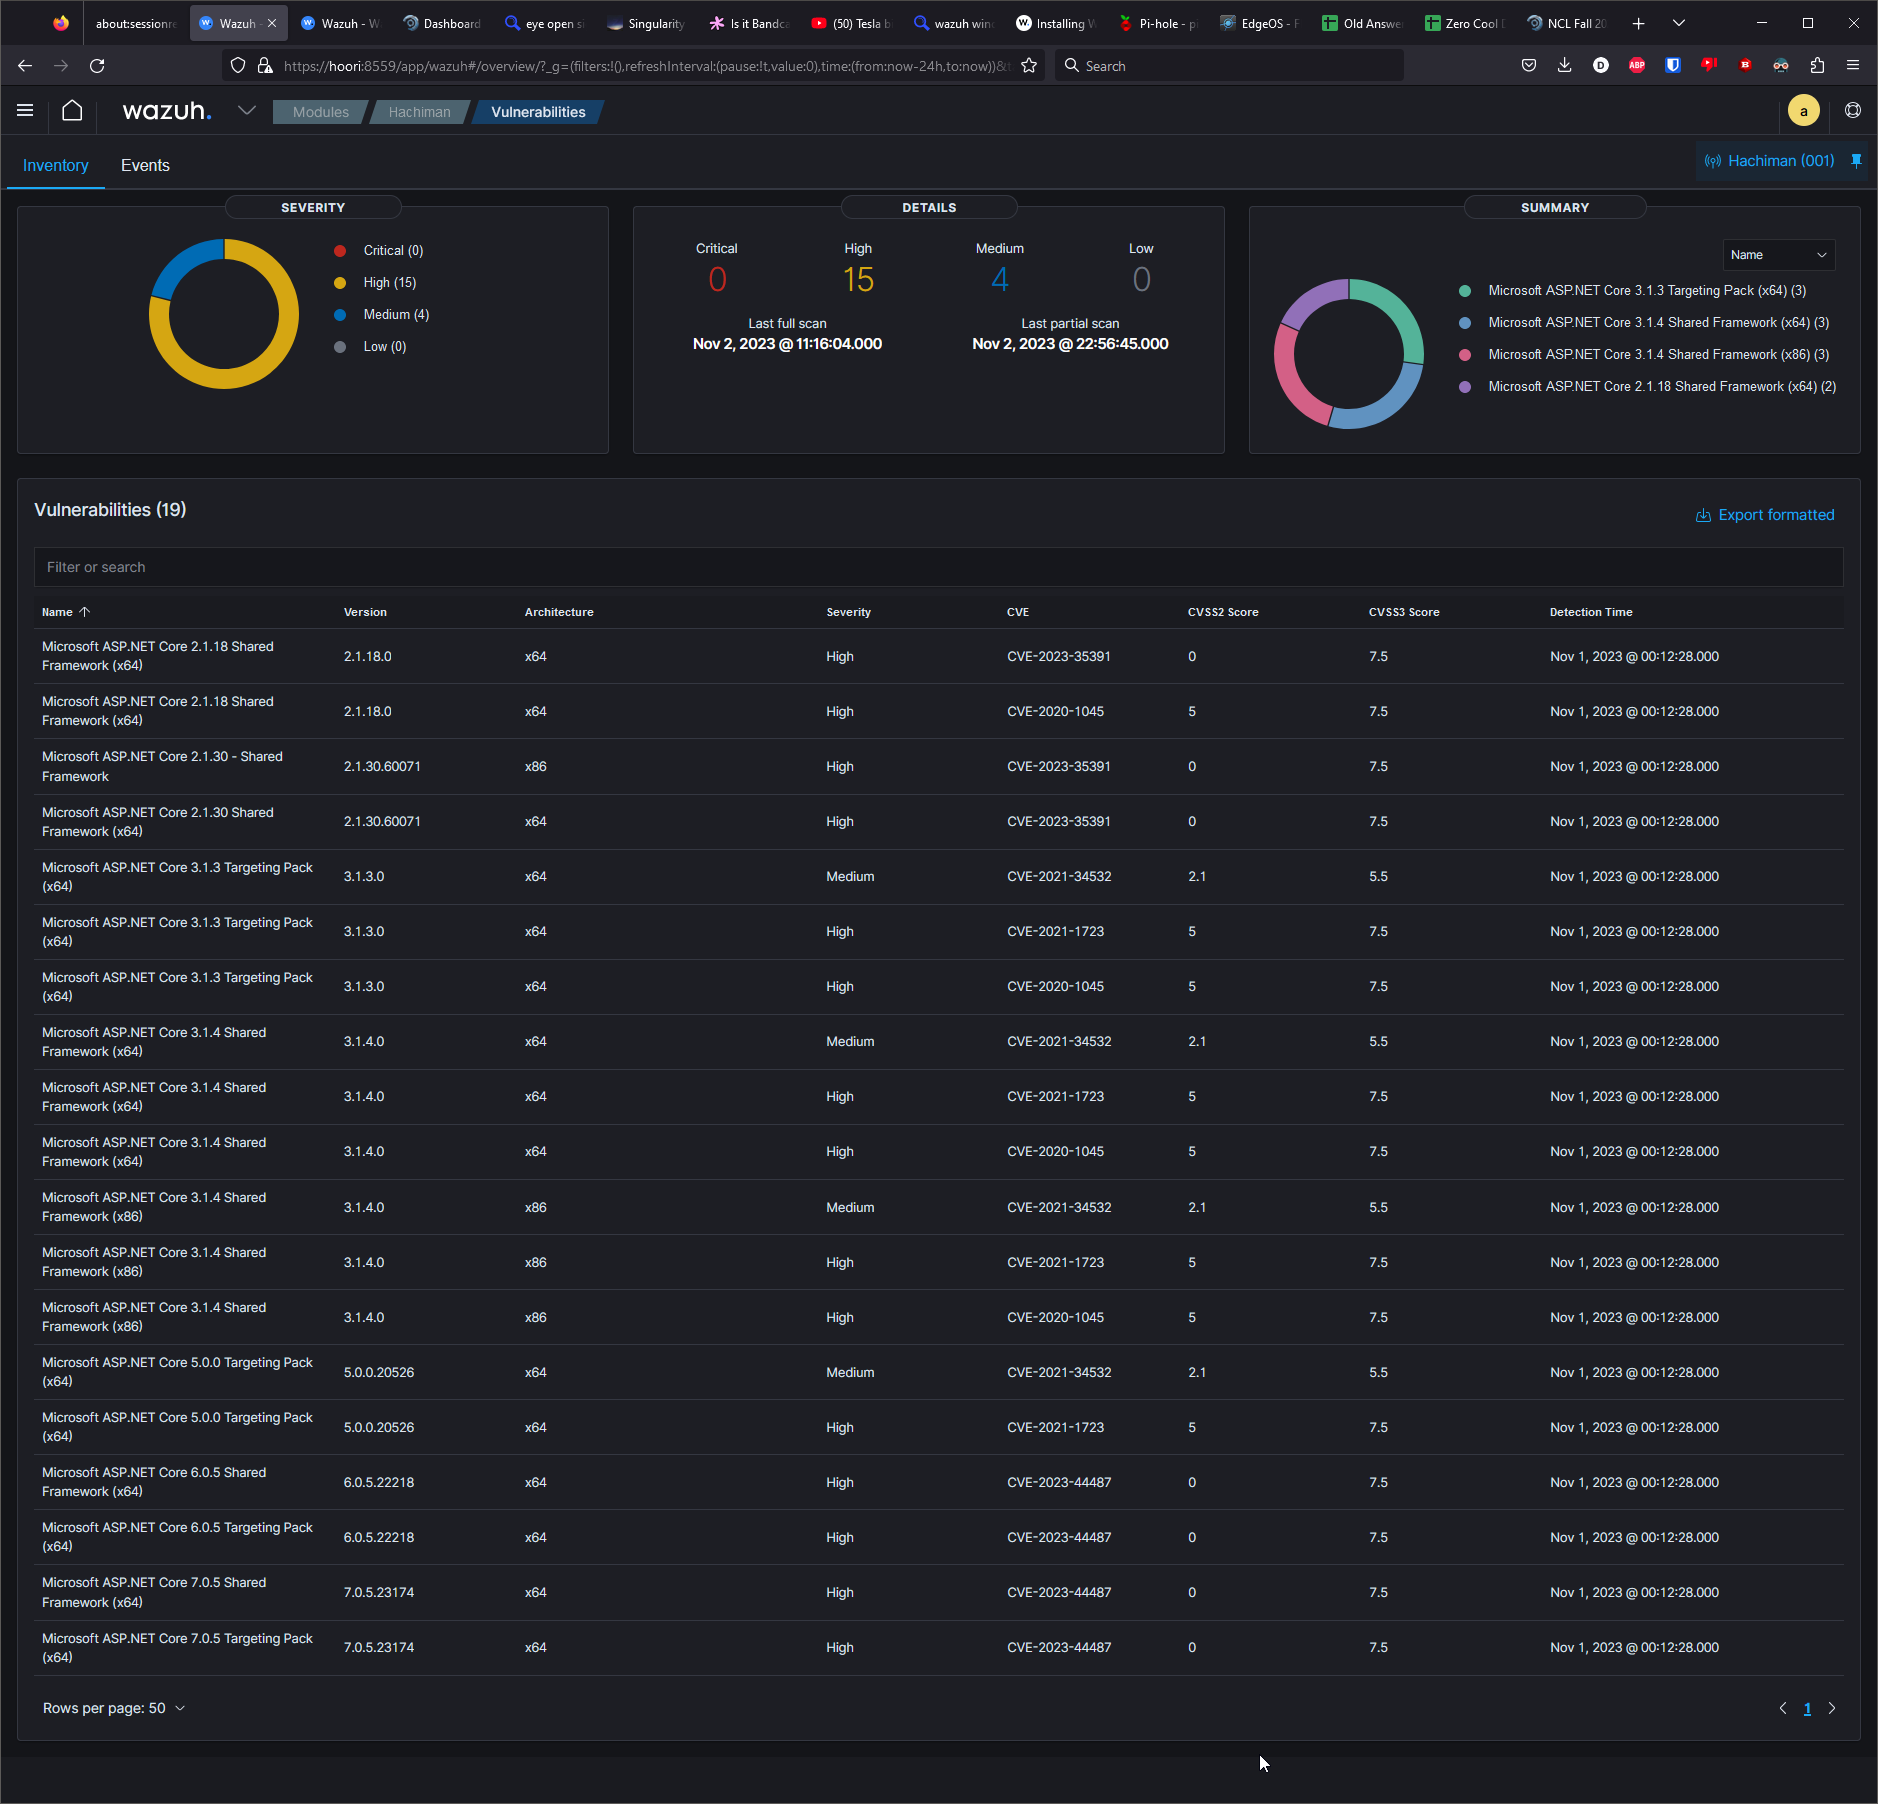 about:sessionre
Wazuh -
Wazuh - W
Dashboard
eye open s
Singularity
Is it Bandca
(50) Tesla b
wazuh win
Installing W
Pi-hole - pi
EdgeOS - F
Old Answe
Zero Cool D
NCL Fall 20
https://hoori:8559/app/wazuh#/overview/?_g=(filters:!(),refreshInterval:(pause:!t,value:0),time:(from:now-24h,to:now))&
Search
wazuh.
Modules
Hachiman
Vulnerabilities
a
Inventory
Events
Hachiman (001)
SEVERITY
Critical (0)
High (15)
Medium (4)
Low (0)
DETAILS
Critical High Medium Low
0 15 4 0
Last full scan Last partial scan
Nov 2, 2023 @ 11:16:04.000 Nov 2, 2023 @ 22:56:45.000
SUMMARY
Name
Microsoft ASP.NET Core 3.1.3 Targeting Pack (x64) (3)
Microsoft ASP.NET Core 3.1.4 Shared Framework (x64) (3)
Microsoft ASP.NET Core 3.1.4 Shared Framework (x86) (3)
Microsoft ASP.NET Core 2.1.18 Shared Framework (x64) (2)
Vulnerabilities (19)
Export formatted
Filter or search
Name Version Architecture Severity CVE CVSS2 Score CVSS3 Score Detection Time
Microsoft ASP.NET Core 2.1.18 Shared
Framework (x64) 2.1.18.0 x64 High CVE-2023-35391 0 7.5 Nov 1, 2023 @ 00:12:28.000
Microsoft ASP.NET Core 2.1.18 Shared
Framework (x64) 2.1.18.0 x64 High CVE-2020-1045 5 7.5 Nov 1, 2023 @ 00:12:28.000
Microsoft ASP.NET Core 2.1.30 - Shared
Framework 2.1.30.60071 x86 High CVE-2023-35391 0 7.5 Nov 1, 2023 @ 00:12:28.000
Microsoft ASP.NET Core 2.1.30 Shared
Framework (x64) 2.1.30.60071 x64 High CVE-2023-35391 0 7.5 Nov 1, 2023 @ 00:12:28.000
Microsoft ASP.NET Core 3.1.3 Targeting Pack
(x64) 3.1.3.0 x64 Medium CVE-2021-34532 2.1 5.5 Nov 1, 2023 @ 00:12:28.000
Microsoft ASP.NET Core 3.1.3 Targeting Pack
(x64) 3.1.3.0 x64 High CVE-2021-1723 5 7.5 Nov 1, 2023 @ 00:12:28.000
Microsoft ASP.NET Core 3.1.3 Targeting Pack
(x64) 3.1.3.0 x64 High CVE-2020-1045 5 7.5 Nov 1, 2023 @ 00:12:28.000
Microsoft ASP.NET Core 3.1.4 Shared
Framework (x64) 3.1.4.0 x64 Medium CVE-2021-34532 2.1 5.5 Nov 1, 2023 @ 00:12:28.000
Microsoft ASP.NET Core 3.1.4 Shared
Framework (x64) 3.1.4.0 x64 High CVE-2021-1723 5 7.5 Nov 1, 2023 @ 00:12:28.000
Microsoft ASP.NET Core 3.1.4 Shared
Framework (x64) 3.1.4.0 x64 High CVE-2020-1045 5 7.5 Nov 1, 2023 @ 00:12:28.000
Microsoft ASP.NET Core 3.1.4 Shared
Framework (x86) 3.1.4.0 x86 Medium CVE-2021-34532 2.1 5.5 Nov 1, 2023 @ 00:12:28.000
Microsoft ASP.NET Core 3.1.4 Shared
Framework (x86) 3.1.4.0 x86 High CVE-2021-1723 5 7.5 Nov 1, 2023 @ 00:12:28.000
Microsoft ASP.NET Core 3.1.4 Shared
Framework (x86) 3.1.4.0 x86 High CVE-2020-1045 5 7.5 Nov 1, 2023 @ 00:12:28.000
Microsoft ASP.NET Core 5.0.0 Targeting Pack
(x64) 5.0.0.20526 x64 Medium CVE-2021-34532 2.1 5.5 Nov 1, 2023 @ 00:12:28.000
Microsoft ASP.NET Core 5.0.0 Targeting Pack
(x64) 5.0.0.20526 x64 High CVE-2021-1723 5 7.5 Nov 1, 2023 @ 00:12:28.000
Microsoft ASP.NET Core 6.0.5 Shared
Framework (x64) 6.0.5.22218 x64 High CVE-2023-44487 0 7.5 Nov 1, 2023 @ 00:12:28.000
Microsoft ASP.NET Core 6.0.5 Targeting Pack
(x64) 6.0.5.22218 x64 High CVE-2023-44487 0 7.5 Nov 1, 2023 @ 00:12:28.000
Microsoft ASP.NET Core 7.0.5 Shared
Framework (x64) 7.0.5.23174 x64 High CVE-2023-44487 0 7.5 Nov 1, 2023 @ 00:12:28.000
Microsoft ASP.NET Core 7.0.5 Targeting Pack
(x64) 7.0.5.23174 x64 High CVE-2023-44487 0 7.5 Nov 1, 2023 @ 00:12:28.000
Rows per page: 50
1